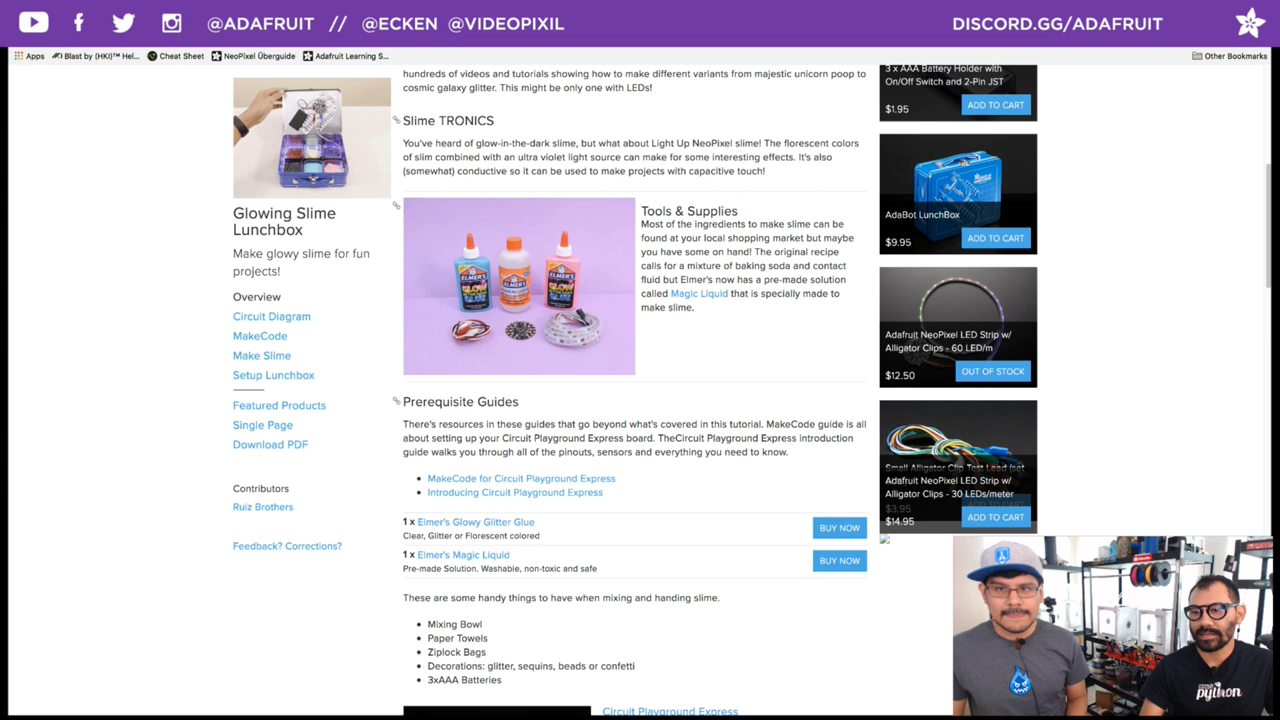 @ADAFRUIT // @ECKEN @VIDEOPIXIL
DISCORD.GG/ADAFRUIT
Apps
Blast by (HKI)™ Hel...
Cheat Sheet
NeoPixel Überguide
Adafruit Learning S...
Other Bookmarks
Glowing Slime
Lunchbox
Make glowy slime for fun
projects!
Overview
Circuit Diagram
MakeCode
Make Slime
Setup Lunchbox
Featured Products
Single Page
Download PDF
Contributors
Ruiz Brothers
Feedback? Corrections?
hundreds of videos and tutorials showing how to make different variants from majestic unicorn poop to
cosmic galaxy glitter. This might be only one with LEDs!
Slime TRONICS
You've heard of glow-in-the-dark slime, but what about Light Up NeoPixel slime! The florescent colors
of slim combined with an ultra violet light source can make for some interesting effects. It's also
(somewhat) conductive so it can be used to make projects with capacitive touch!
ELMER'S
GLOW
ELMER'S
ELMER'S
GLOW
Tools & Supplies
Most of the ingredients to make slime can be
found at your local shopping market but maybe
you have some on hand! The original recipe
calls for a mixture of baking soda and contact
fluid but Elmer's now has a pre-made solution
called Magic Liquid that is specially made to
make slime.
Prerequisite Guides
There's resources in these guides that go beyond what's covered in this tutorial. MakeCode guide is all
about setting up your Circuit Playground Express board. TheCircuit Playground Express introduction
guide walks you through all of the pinouts, sensors and everything you need to know.
MakeCode for Circuit Playground Express
Introducing Circuit Playground Express
1 x Elmer's Glowy Glitter Glue
Clear, Glitter or Florescent colored
BUY NOW
1 x Elmer's Magic Liquid
Pre-made Solution. Washable, non-toxic and safe
BUY NOW
These are some handy things to have when mixing and handing slime.
Mixing Bowl
Paper Towels
Ziplock Bags
Decorations: glitter, sequins, beads or confetti
3xAAA Batteries
Circuit Playground Express
3 x AAA Battery Holder with
On/Off Switch and 2-Pin JST
$1.95
ADD TO CART
AdaBot LunchBox
$9.95
ADD TO CART
Adafruit NeoPixel LED Strip w/
Alligator Clips - 60 LED/m
$12.50
OUT OF STOCK
Small Alligator Clip Test Lead (set
Adafruit NeoPixel LED Strip w/
Alligator Clips - 30 LEDs/meter
$3.95
ADD TO CART
$14.95
ADD TO CART
circuit
python